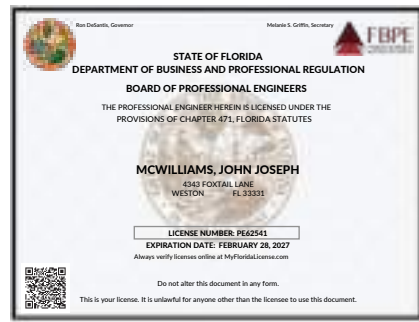 Ron DeSantis, Governor
Melanie S. Griffin, Secretary
FBPE
STATE OF FLORIDA
DEPARTMENT OF BUSINESS AND PROFESSIONAL REGULATION
BOARD OF PROFESSIONAL ENGINEERS
THE PROFESSIONAL ENGINEER HEREIN IS LICENSED UNDER THE
PROVISIONS OF CHAPTER 471, FLORIDA STATUTES
MCWILLIAMS, JOHN JOSEPH
4343 FOXTAIL LANE
WESTON FL 33331
LICENSE NUMBER: PE62541
EXPIRATION DATE: FEBRUARY 28, 2027
Always verify licenses online at MyFloridaLicense.com
Do not alter this document in any form.
This is your license. It is unlawful for anyone other than the licensee to use this document.